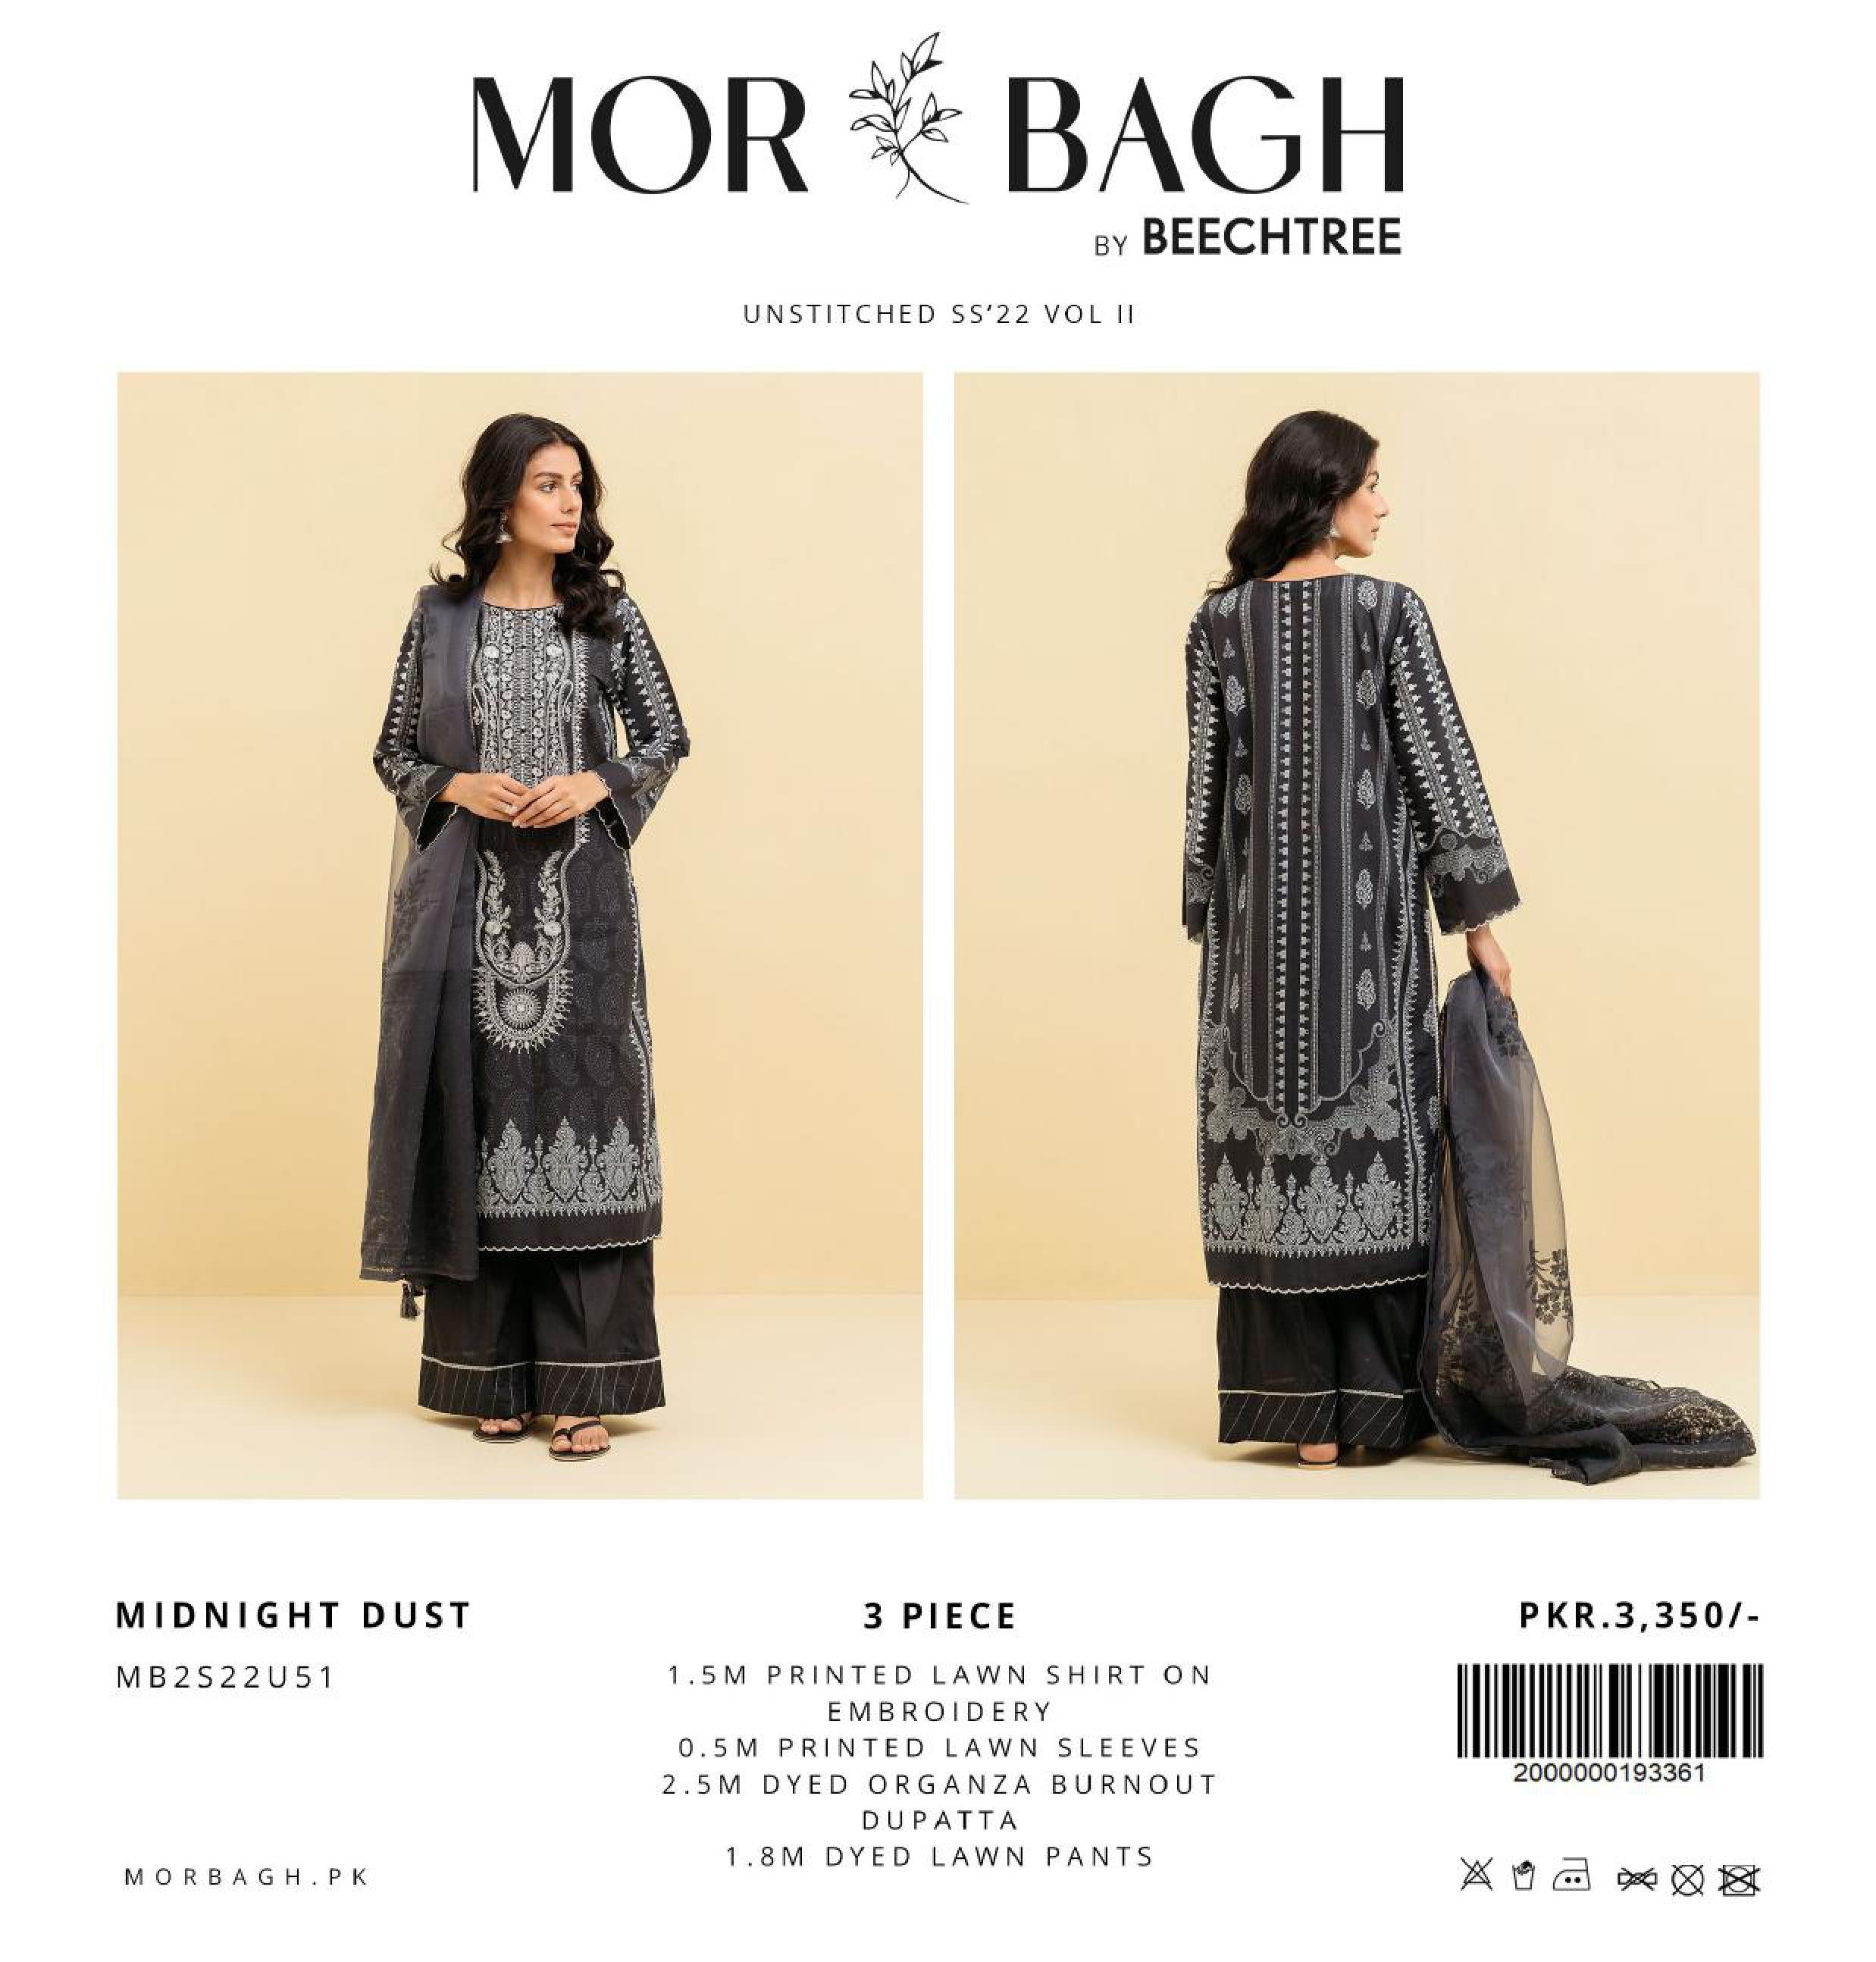 MOR BAGH
BY BEECHTREE
UNSTITCHED SS'22 VOL II
MIDNIGHT DUST
MB2S22U51
MORBAGH.PK
3 PIECE
1.5M PRINTED LAWN SHIRT ON
EMBROIDERY
0.5M PRINTED LAWN SLEEVES
2.5M DYED ORGANZA BURNOUT
DUPATTA
1.8M DYED LAWN PANTS
PKR.3,350/-
2000000193361